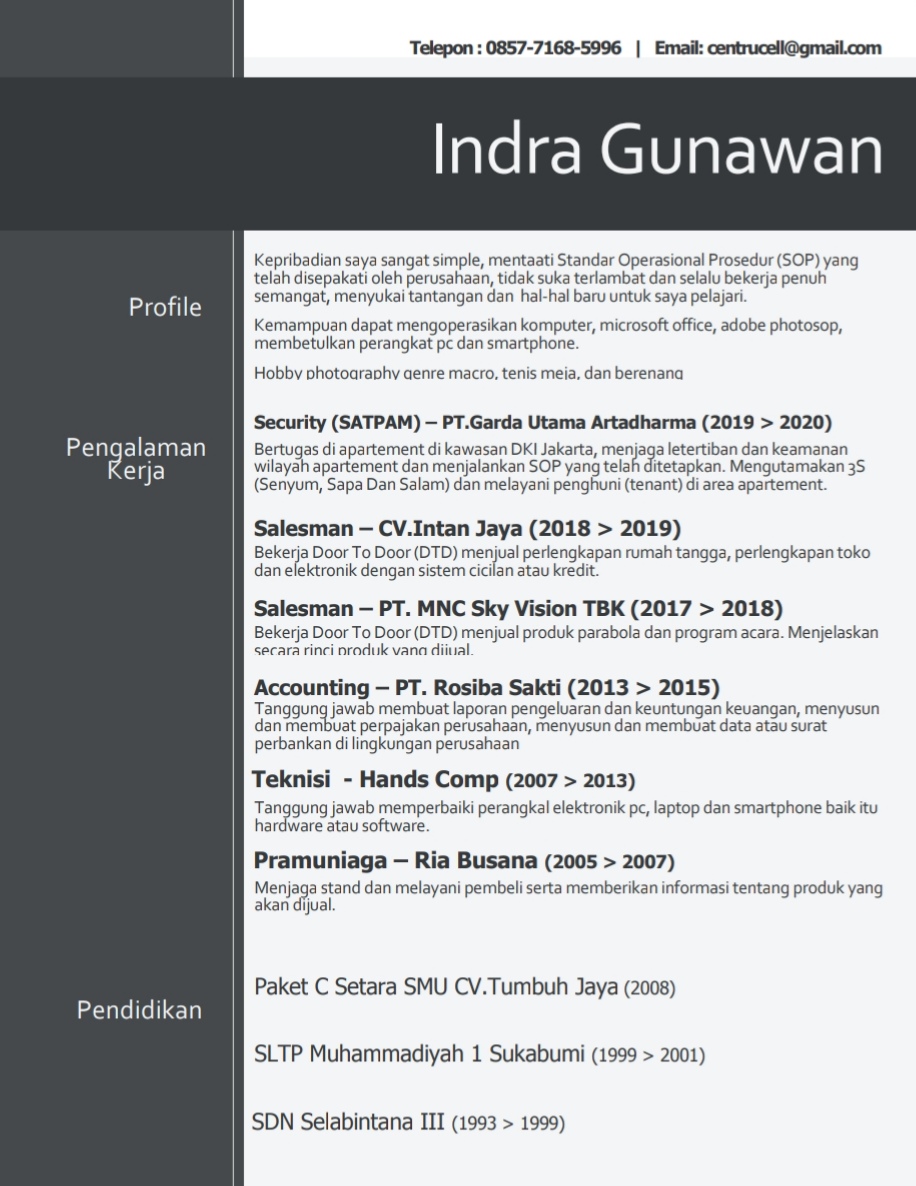 Telepon : 0857-7168-5996 | Email: centrucell@gmail.com
Indra Gunawan
Profile
Kepribadian saya sangat simple, mentaati Standar Operasional Prosedur (SOP) yang
telah disepakati oleh perusahaan, tidak suka terlambat dan selalu bekerja penuh
semangat, menyukai tantangan dan hal-hal baru untuk saya pelajari.
Kemampuan dapat mengoperasikan komputer, microsoft office, adobe photosop,
membetulkan perangkat pc dan smartphone.
Hobby photography genre macro, tenis meja, dan berenang
Pengalaman
Kerja
Security (SATPAM) – PT.Garda Utama Artadharma (2019 > 2020)
Bertugas di apartement di kawasan DKI Jakarta, menjaga letertiban dan keamanan
wilayah apartement dan menjalankan SOP yang telah ditetapkan. Mengutamakan 3S
(Senyum, Sapa Dan Salam) dan melayani penghuni (tenant) di area apartement.
Salesman – CV.Intan Jaya (2018 > 2019)
Bekerja Door To Door (DTD) menjual perlengkapan rumah tangga, perlengkapan toko
dan elektronik dengan sistem cicilan atau kredit.
Salesman – PT. MNC Sky Vision TBK (2017 > 2018)
Bekerja Door To Door (DTD) menjual produk parabola dan program acara. Menjelaskan
secara rinci produk yang dijual.
Accounting – PT. Rosiba Sakti (2013 > 2015)
Tanggung jawab membuat laporan pengeluaran dan keuntungan keuangan, menyusun
dan membuat perpajakan perusahaan, menyusun dan membuat data atau surat
perbankan di lingkungan perusahaan
Teknisi - Hands Comp (2007 > 2013)
Tanggung jawab memperbaiki perangkal elektronik pc, laptop dan smartphone baik itu
hardware atau software.
Pramuniaga – Ria Busana (2005 > 2007)
Menjaga stand dan melayani pembeli serta memberikan informasi tentang produk yang
akan dijual.
Pendidikan
Paket C Setara SMU CV.Tumbuh Jaya (2008)
SLTP Muhammadiyah 1 Sukabumi (1999 > 2001)
SDN Selabintana III (1993 > 1999)